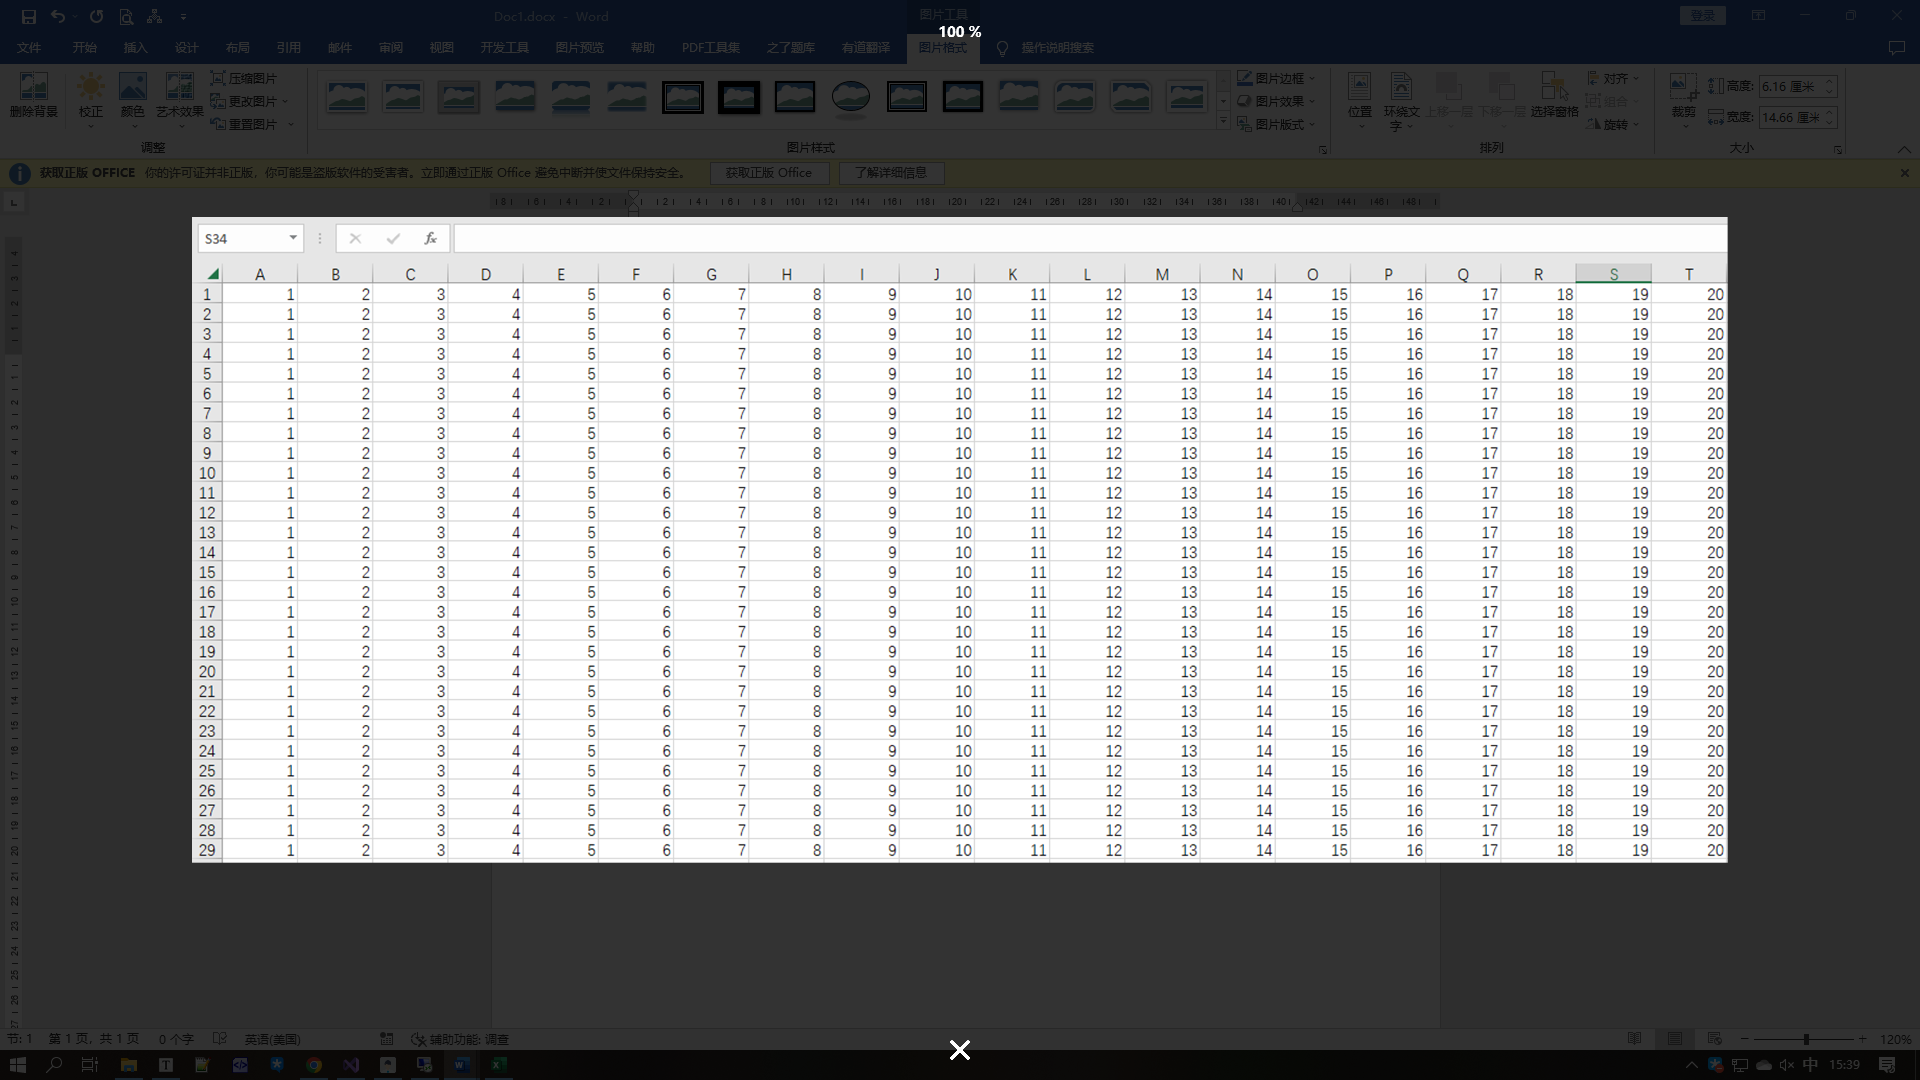 Doc1.docx - Word
图片工具
登录
100 %
文件 开始 插入 设计 布局 引用 邮件 审阅 视图 开发工具 图片预览 帮助 PDF工具集 之了题库 有道翻译 图片格式 操作说明搜索
删除背景 校正 颜色 艺术效果 压缩图片 更改图片 重置图片
图片边框 图片效果 图片版式
位置 环绕文字 上移一层 下移一层 选择窗格 对齐 组合 旋转
裁剪 高度: 6.16 厘米 宽度: 14.66 厘米
调整 图片样式 排列 大小
获取正版 OFFICE 你的许可证并非正版，你可能是盗版软件的受害者。立即通过正版 Office 避免中断并使文件保持安全。 获取正版 Office 了解详细信息
S34 fx
A B C D E F G H I J K L M N O P Q R S T
1 1 2 3 4 5 6 7 8 9 10 11 12 13 14 15 16 17 18 19 20
2 1 2 3 4 5 6 7 8 9 10 11 12 13 14 15 16 17 18 19 20
3 1 2 3 4 5 6 7 8 9 10 11 12 13 14 15 16 17 18 19 20
4 1 2 3 4 5 6 7 8 9 10 11 12 13 14 15 16 17 18 19 20
5 1 2 3 4 5 6 7 8 9 10 11 12 13 14 15 16 17 18 19 20
6 1 2 3 4 5 6 7 8 9 10 11 12 13 14 15 16 17 18 19 20
7 1 2 3 4 5 6 7 8 9 10 11 12 13 14 15 16 17 18 19 20
8 1 2 3 4 5 6 7 8 9 10 11 12 13 14 15 16 17 18 19 20
9 1 2 3 4 5 6 7 8 9 10 11 12 13 14 15 16 17 18 19 20
10 1 2 3 4 5 6 7 8 9 10 11 12 13 14 15 16 17 18 19 20
11 1 2 3 4 5 6 7 8 9 10 11 12 13 14 15 16 17 18 19 20
12 1 2 3 4 5 6 7 8 9 10 11 12 13 14 15 16 17 18 19 20
13 1 2 3 4 5 6 7 8 9 10 11 12 13 14 15 16 17 18 19 20
14 1 2 3 4 5 6 7 8 9 10 11 12 13 14 15 16 17 18 19 20
15 1 2 3 4 5 6 7 8 9 10 11 12 13 14 15 16 17 18 19 20
16 1 2 3 4 5 6 7 8 9 10 11 12 13 14 15 16 17 18 19 20
17 1 2 3 4 5 6 7 8 9 10 11 12 13 14 15 16 17 18 19 20
18 1 2 3 4 5 6 7 8 9 10 11 12 13 14 15 16 17 18 19 20
19 1 2 3 4 5 6 7 8 9 10 11 12 13 14 15 16 17 18 19 20
20 1 2 3 4 5 6 7 8 9 10 11 12 13 14 15 16 17 18 19 20
21 1 2 3 4 5 6 7 8 9 10 11 12 13 14 15 16 17 18 19 20
22 1 2 3 4 5 6 7 8 9 10 11 12 13 14 15 16 17 18 19 20
23 1 2 3 4 5 6 7 8 9 10 11 12 13 14 15 16 17 18 19 20
24 1 2 3 4 5 6 7 8 9 10 11 12 13 14 15 16 17 18 19 20
25 1 2 3 4 5 6 7 8 9 10 11 12 13 14 15 16 17 18 19 20
26 1 2 3 4 5 6 7 8 9 10 11 12 13 14 15 16 17 18 19 20
27 1 2 3 4 5 6 7 8 9 10 11 12 13 14 15 16 17 18 19 20
28 1 2 3 4 5 6 7 8 9 10 11 12 13 14 15 16 17 18 19 20
29 1 2 3 4 5 6 7 8 9 10 11 12 13 14 15 16 17 18 19 20
节: 1 第 1 页，共 1 页 0 个字 英语(美国) 辅助功能: 调查 120%
中 15:39